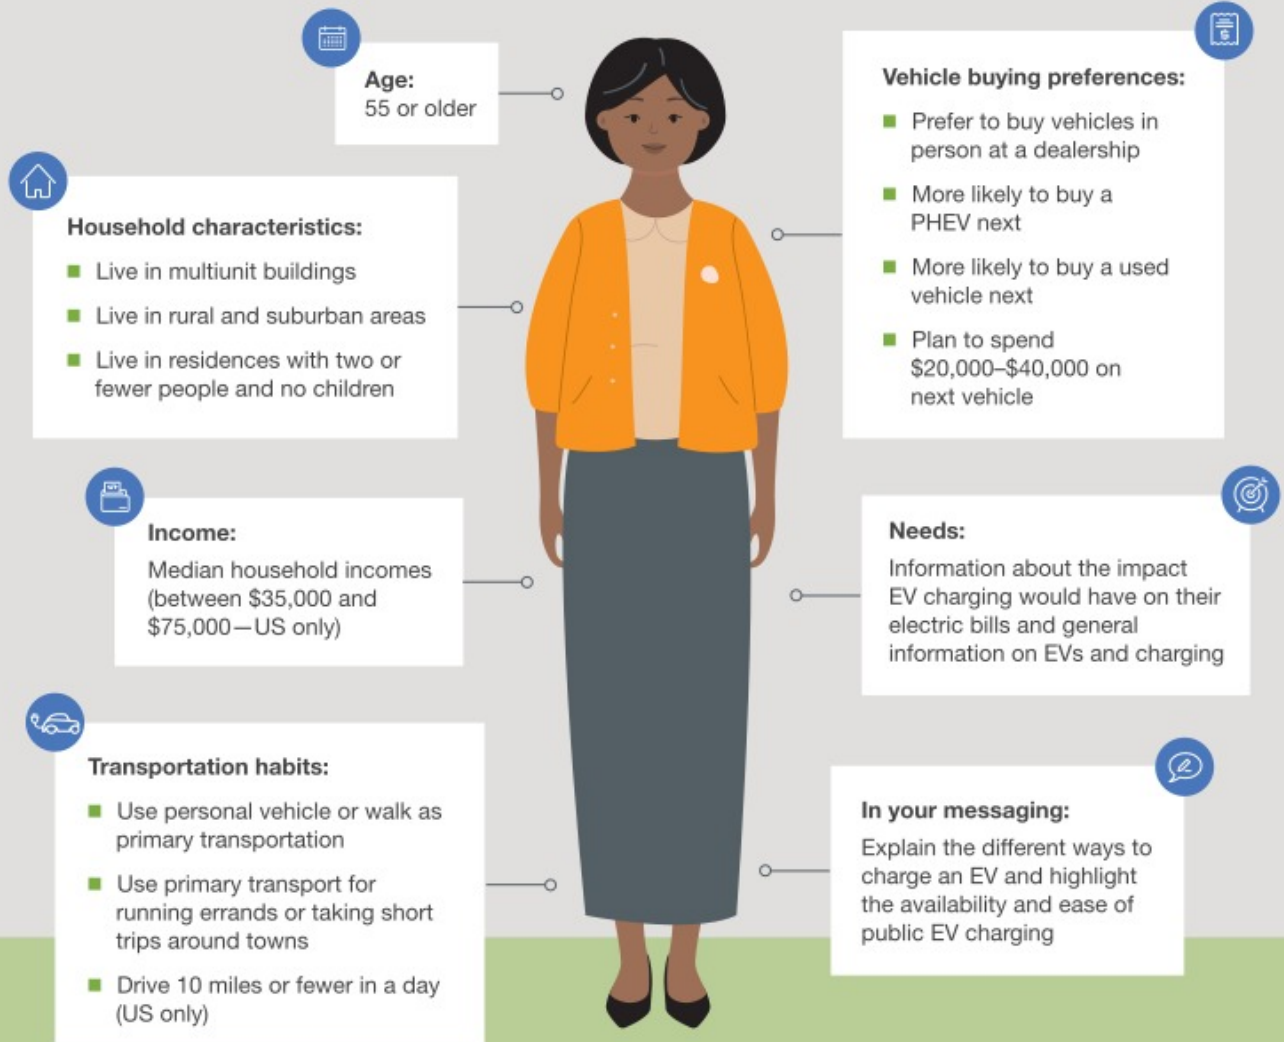 Age:
55 or older
Household characteristics:
Live in multiunit buildings
Live in rural and suburban areas
Live in residences with two or
fewer people and no children
Income:
Median household incomes
(between $35,000 and
$75,000—US only)
Transportation habits:
Use personal vehicle or walk as
primary transportation
Use primary transport for
running errands or taking short
trips around towns
Drive 10 miles or fewer in a day
(US only)
Vehicle buying preferences:
Prefer to buy vehicles in
person at a dealership
More likely to buy a
PHEV next
More likely to buy a used
vehicle next
Plan to spend
$20,000–$40,000 on
next vehicle
Needs:
Information about the impact
EV charging would have on their
electric bills and general
information on EVs and charging
In your messaging:
Explain the different ways to
charge an EV and highlight
the availability and ease of
public EV charging